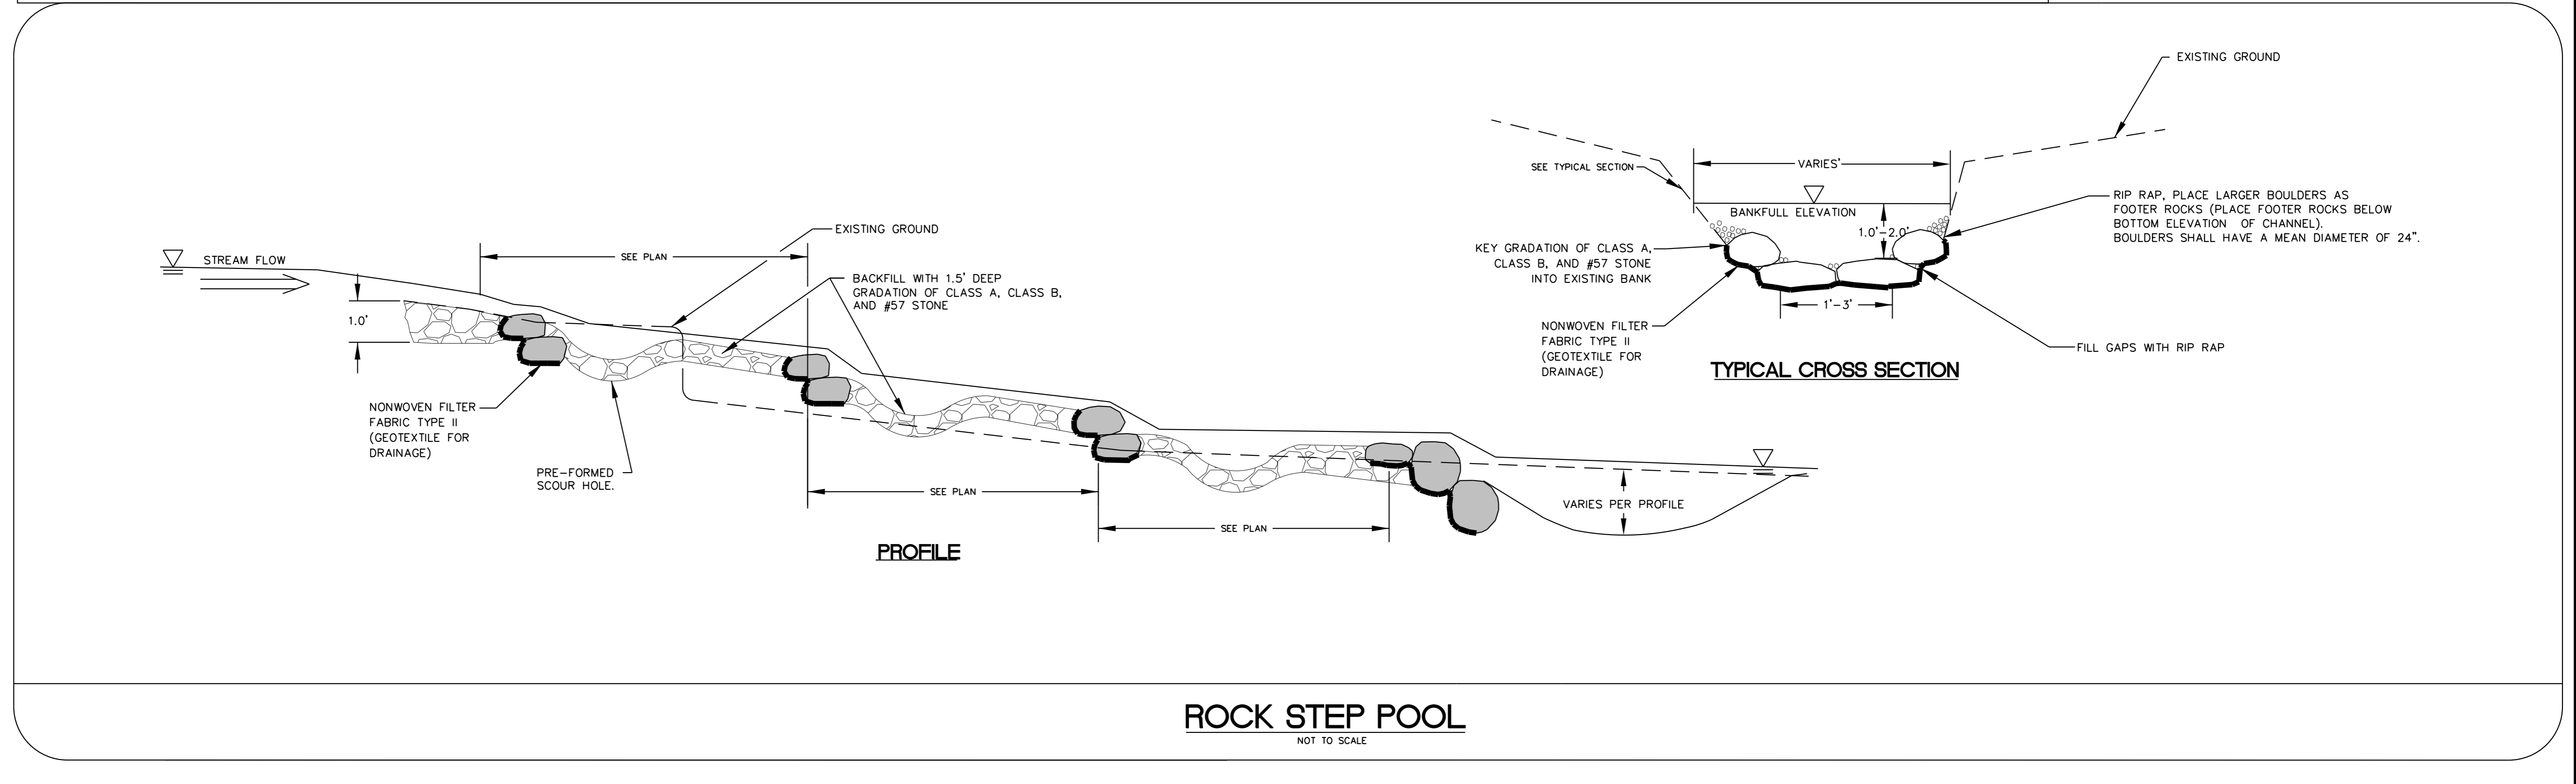 STREAM FLOW
1.0'
SEE PLAN
EXISTING GROUND
BACKFILL WITH 1.5' DEEP
GRADATION OF CLASS A, CLASS B,
AND #57 STONE
NONWOVEN FILTER
FABRIC TYPE II
(GEOTEXTILE FOR
DRAINAGE)
PRE-FORMED
SCOUR HOLE.
SEE PLAN
SEE PLAN
VARIES PER PROFILE
PROFILE
EXISTING GROUND
SEE TYPICAL SECTION
VARIES'
BANKFULL ELEVATION
1.0'-2.0'
RIP RAP, PLACE LARGER BOULDERS AS
FOOTER ROCKS (PLACE FOOTER ROCKS BELOW
BOTTOM ELEVATION OF CHANNEL).
BOULDERS SHALL HAVE A MEAN DIAMETER OF 24".
KEY GRADATION OF CLASS A,
CLASS B, AND #57 STONE
INTO EXISTING BANK
1'-3'
NONWOVEN FILTER
FABRIC TYPE II
(GEOTEXTILE FOR
DRAINAGE)
FILL GAPS WITH RIP RAP
TYPICAL CROSS SECTION
ROCK STEP POOL
NOT TO SCALE